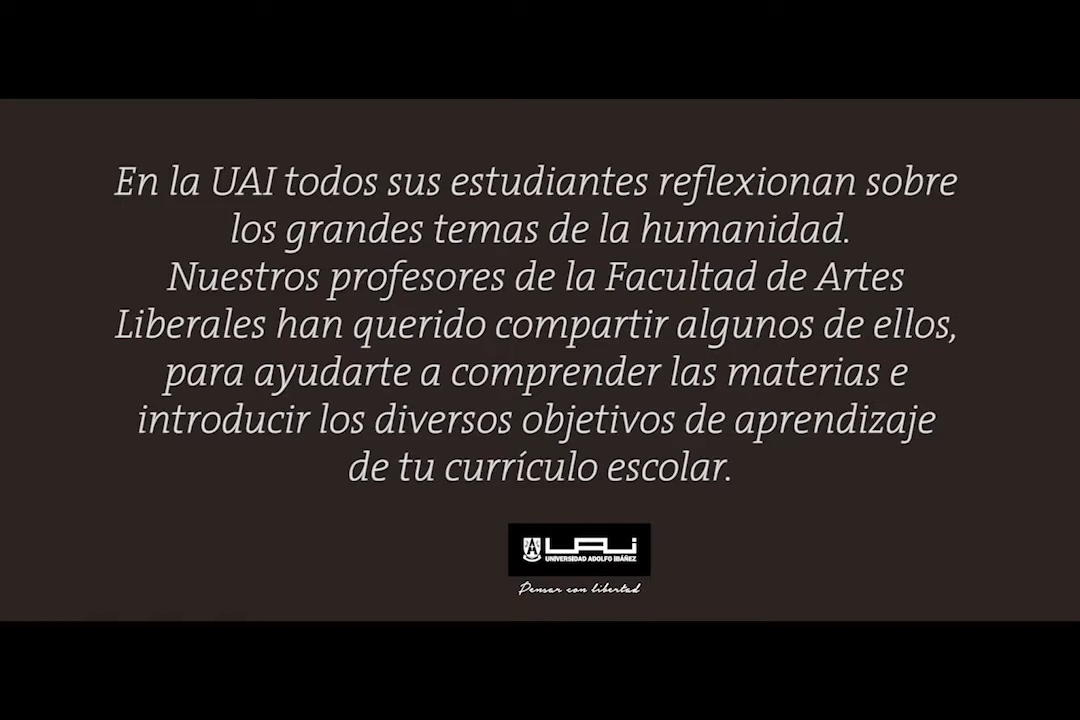 En la UAI todos sus estudiantes reflexionan sobre
los grandes temas de la humanidad.
Nuestros profesores de la Facultad de Artes
Liberales han querido compartir algunos de ellos,
para ayudarte a comprender las materias e
introducir los diversos objetivos de aprendizaje
de tu currículo escolar.
UAI
UNIVERSIDAD ADOLFO IBÁÑEZ
Pensar con libertad